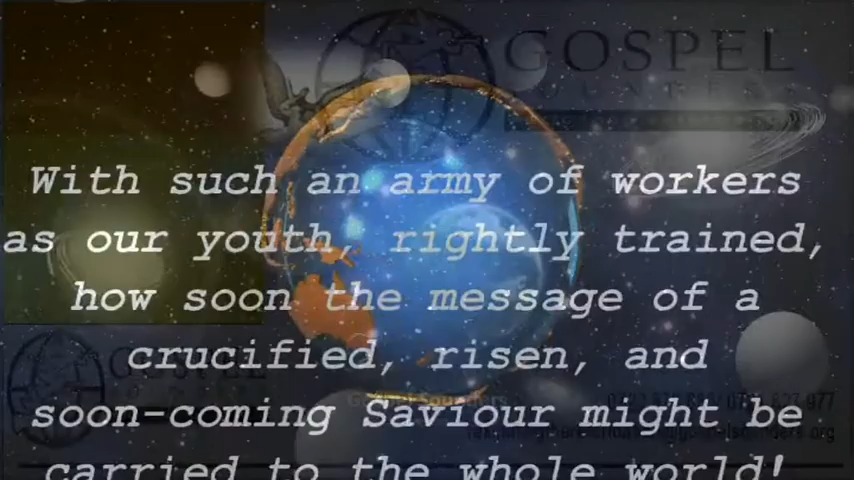 GOSPEL
With such an army of workers
as our youth, rightly trained,
how soon the message of a
crucified, risen, and
Sounders
soon-coming Saviour might be
carried to the whole world!